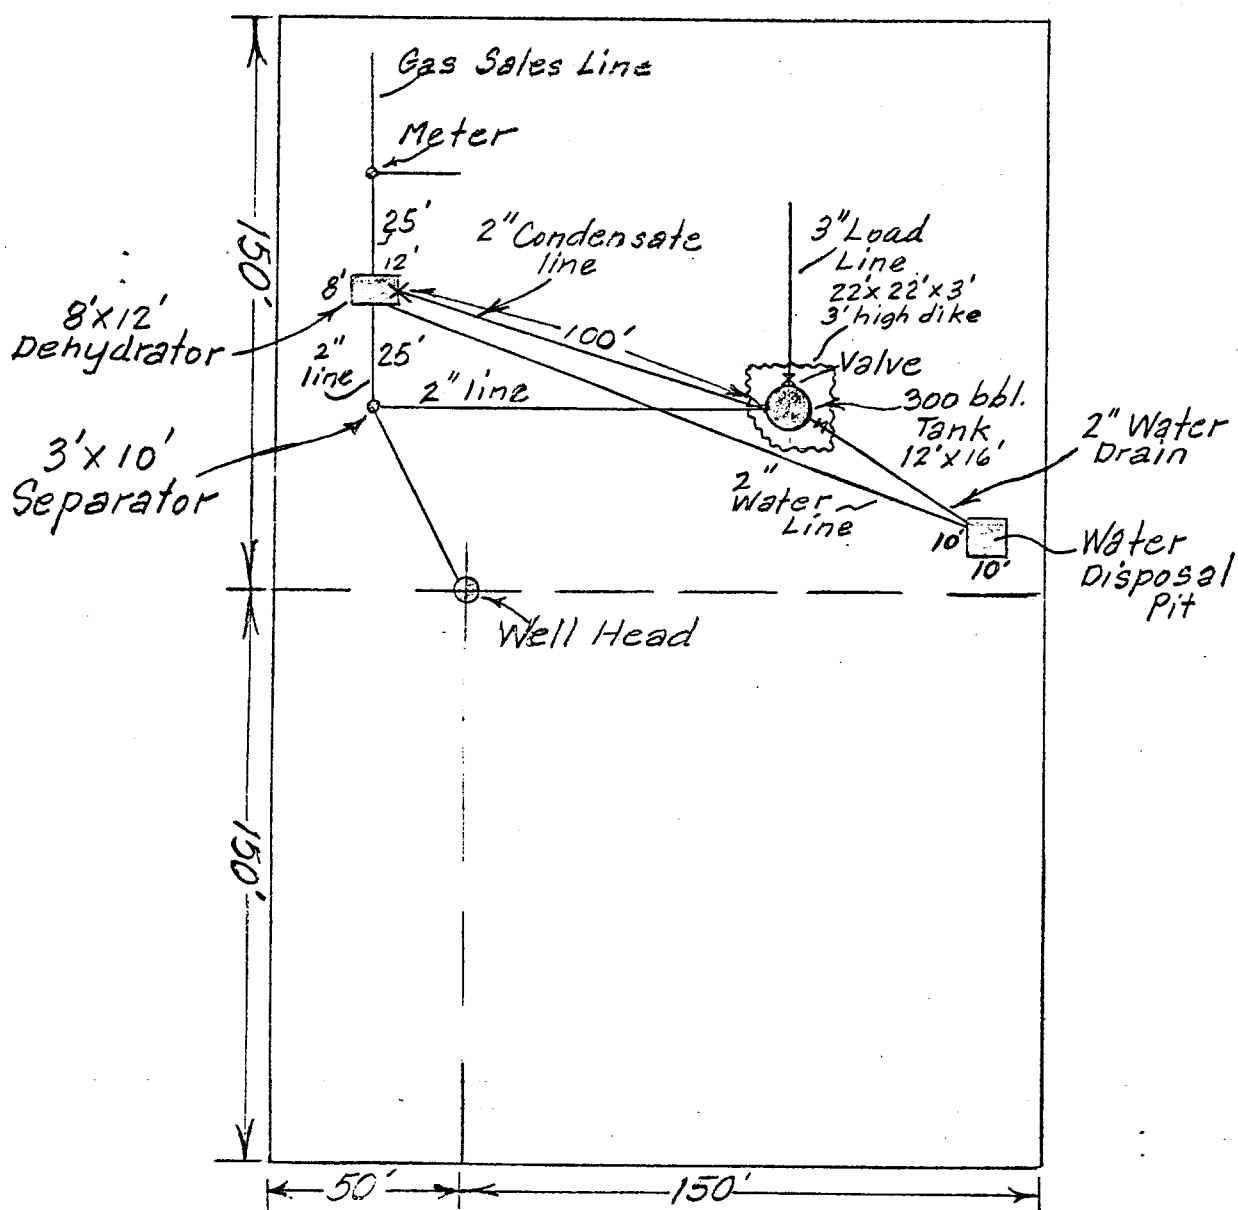 Gas Sales Line
Meter
150'
25'
12'
8'
2" Condensate
line
3" Load
Line
22' x 22' x 3'
3' high dike
8' x 12'
Dehydrator
100'
Valve
2"
line
25'
2" line
300 bbl.
Tank
12' x 16'
2" Water
Drain
3' x 10'
Separator
2"
Water
Line
10'
10'
Water
Disposal
Pit
Well Head
150'
50'
150'